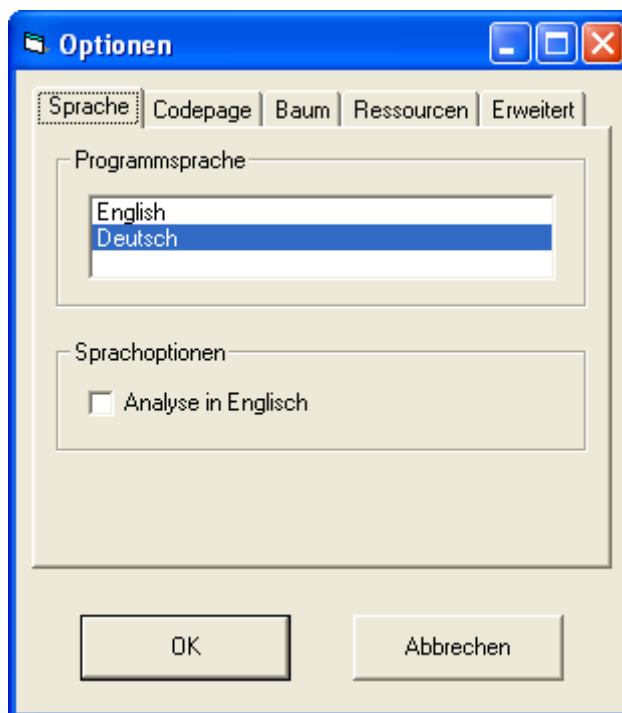 Optionen
Sprache Codepage Baum Ressourcen Erweitert
Programmsprache
English
Deutsch
Sprachoptionen
Analyse in Englisch
OK Abbrechen